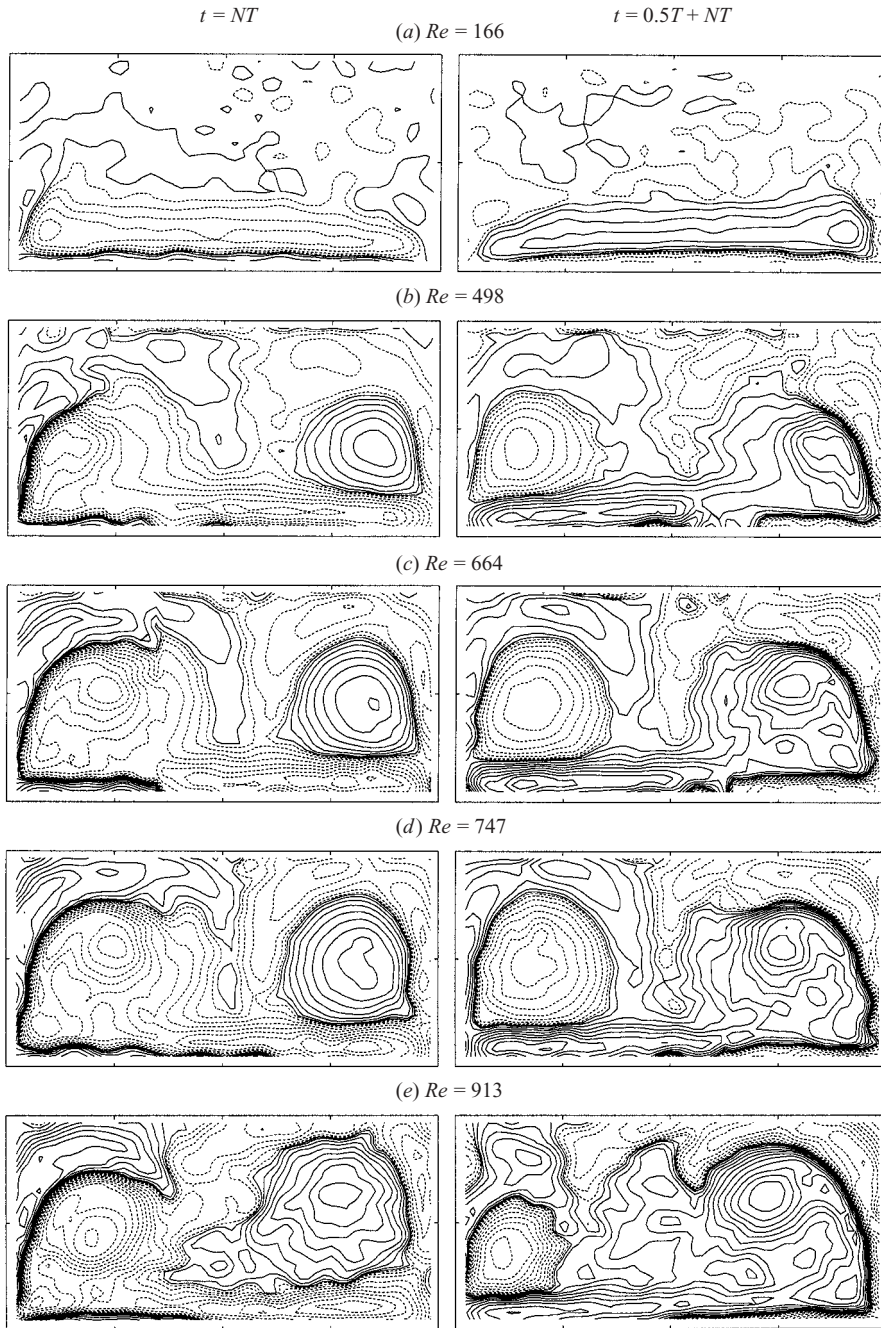 t = NT
t = 0.5T + NT
(a) Re = 166
(b) Re = 498
(c) Re = 664
(d) Re = 747
(e) Re = 913